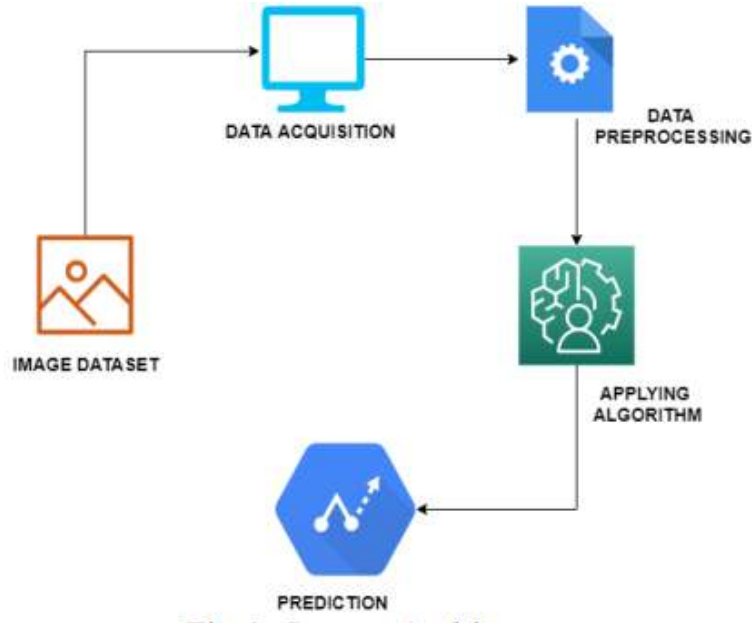 DATA ACQUISITION
DATA
PREPROCESSING
IMAGE DATASET
APPLYING
ALGORITHM
PREDICTION